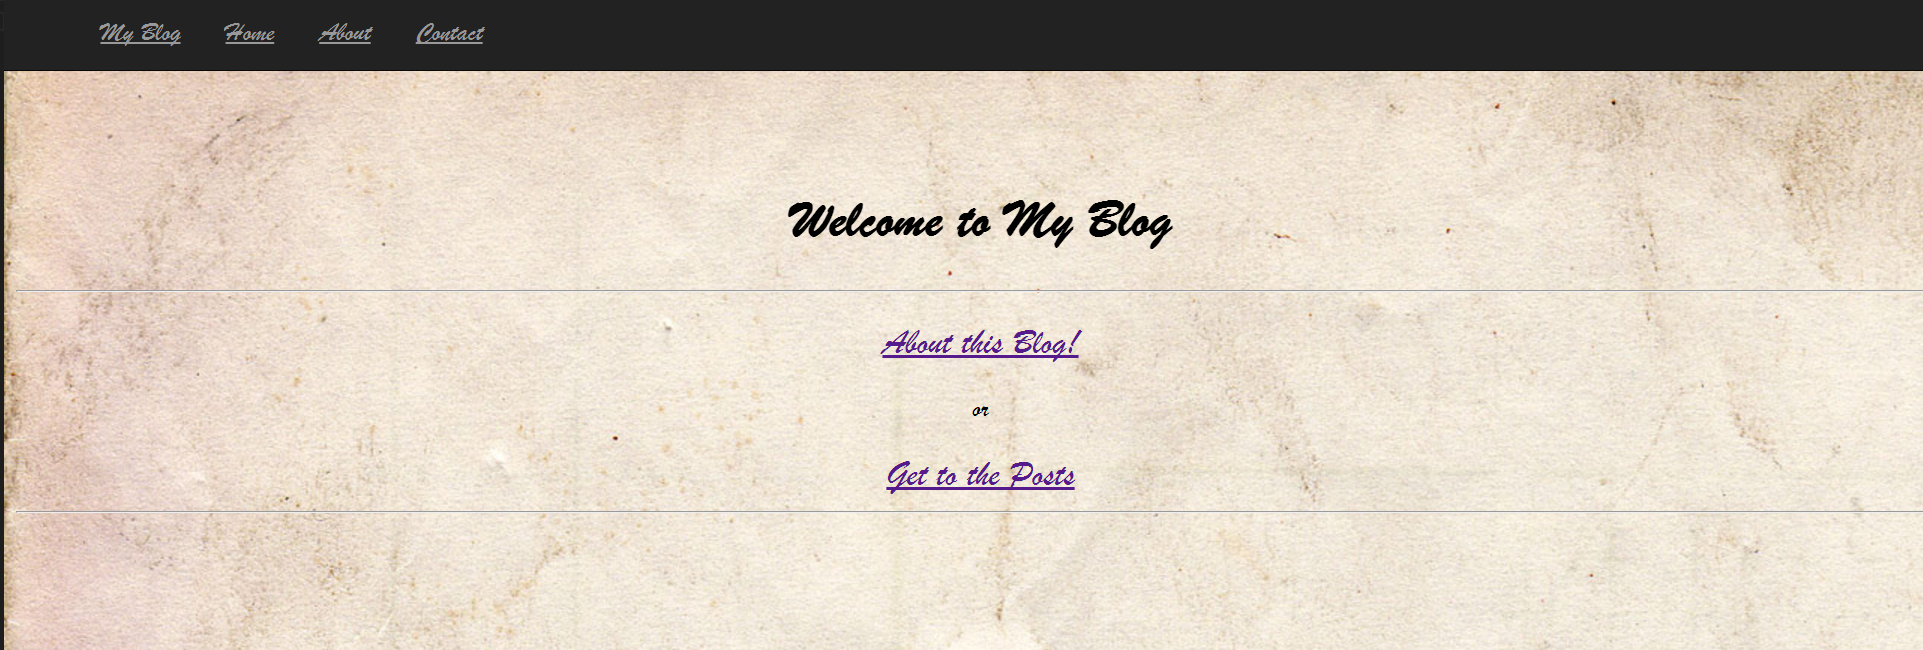 My Blog Home About Contact
Welcome to My Blog
About this Blog!
or
Get to the Posts